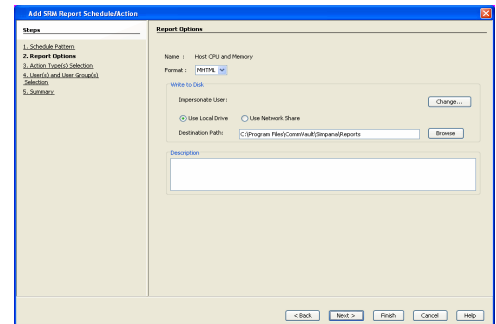 Add SRM Report Schedule/Action
Steps
1. Schedule Pattern
2. Report Options
3. Action Type(s) Selection
4. User(s) and User Group(s)
Selection
5. Summary
Report Options
Name : Host CPU and Memory
Format : MHTML
Write to Disk
Impersonate User: Change...
Use Local Drive Use Network Share
Destination Path: C:\Program Files\CommVault\Simpana\Reports Browse
Description
< Back Next > Finish Cancel Help